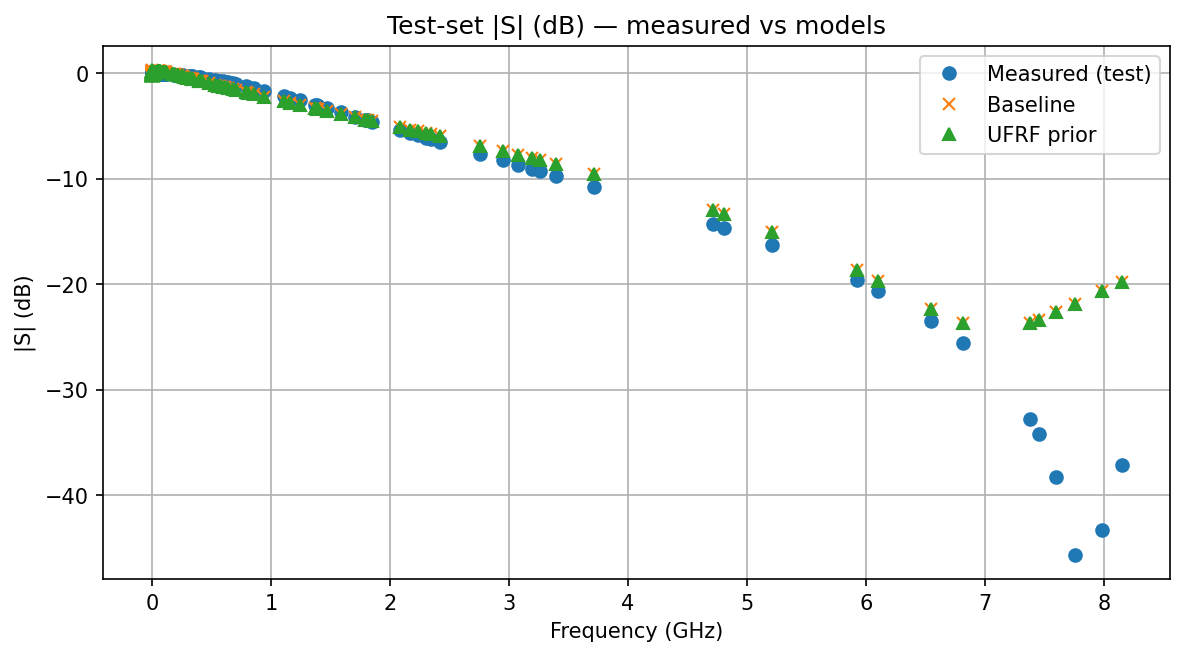 Test-set |S| (dB) — measured vs models
Measured (test)
Baseline
UFRF prior
|S| (dB)
0
−10
−20
−30
−40
0 1 2 3 4 5 6 7 8
Frequency (GHz)